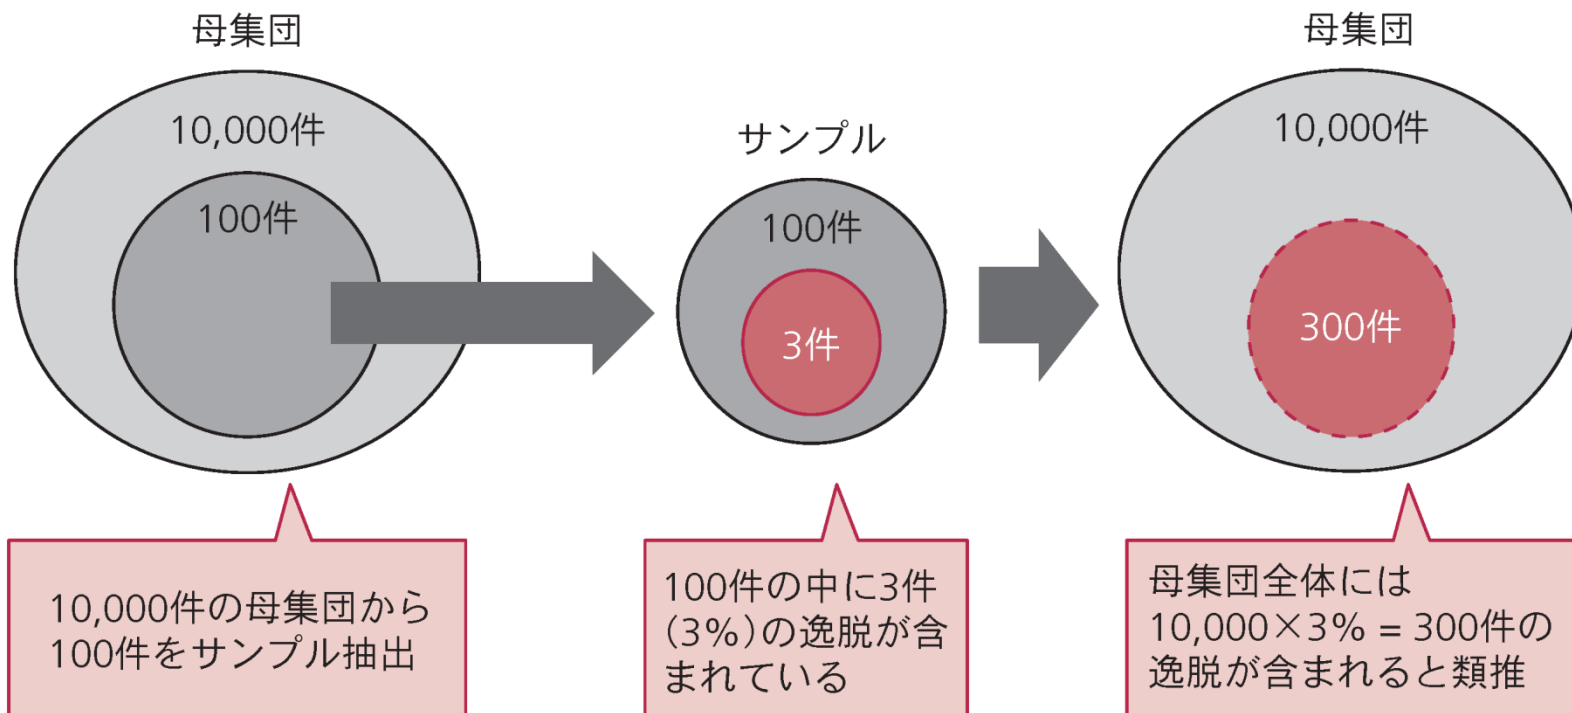 母集団
10,000件
100件
サンプル
100件
3件
母集団
10,000件
300件
10,000件の母集団から
100件をサンプル抽出
100件の中に3件
(3%)の逸脱が含
まれている
母集団全体には
10,000×3% = 300件の
逸脱が含まれると類推